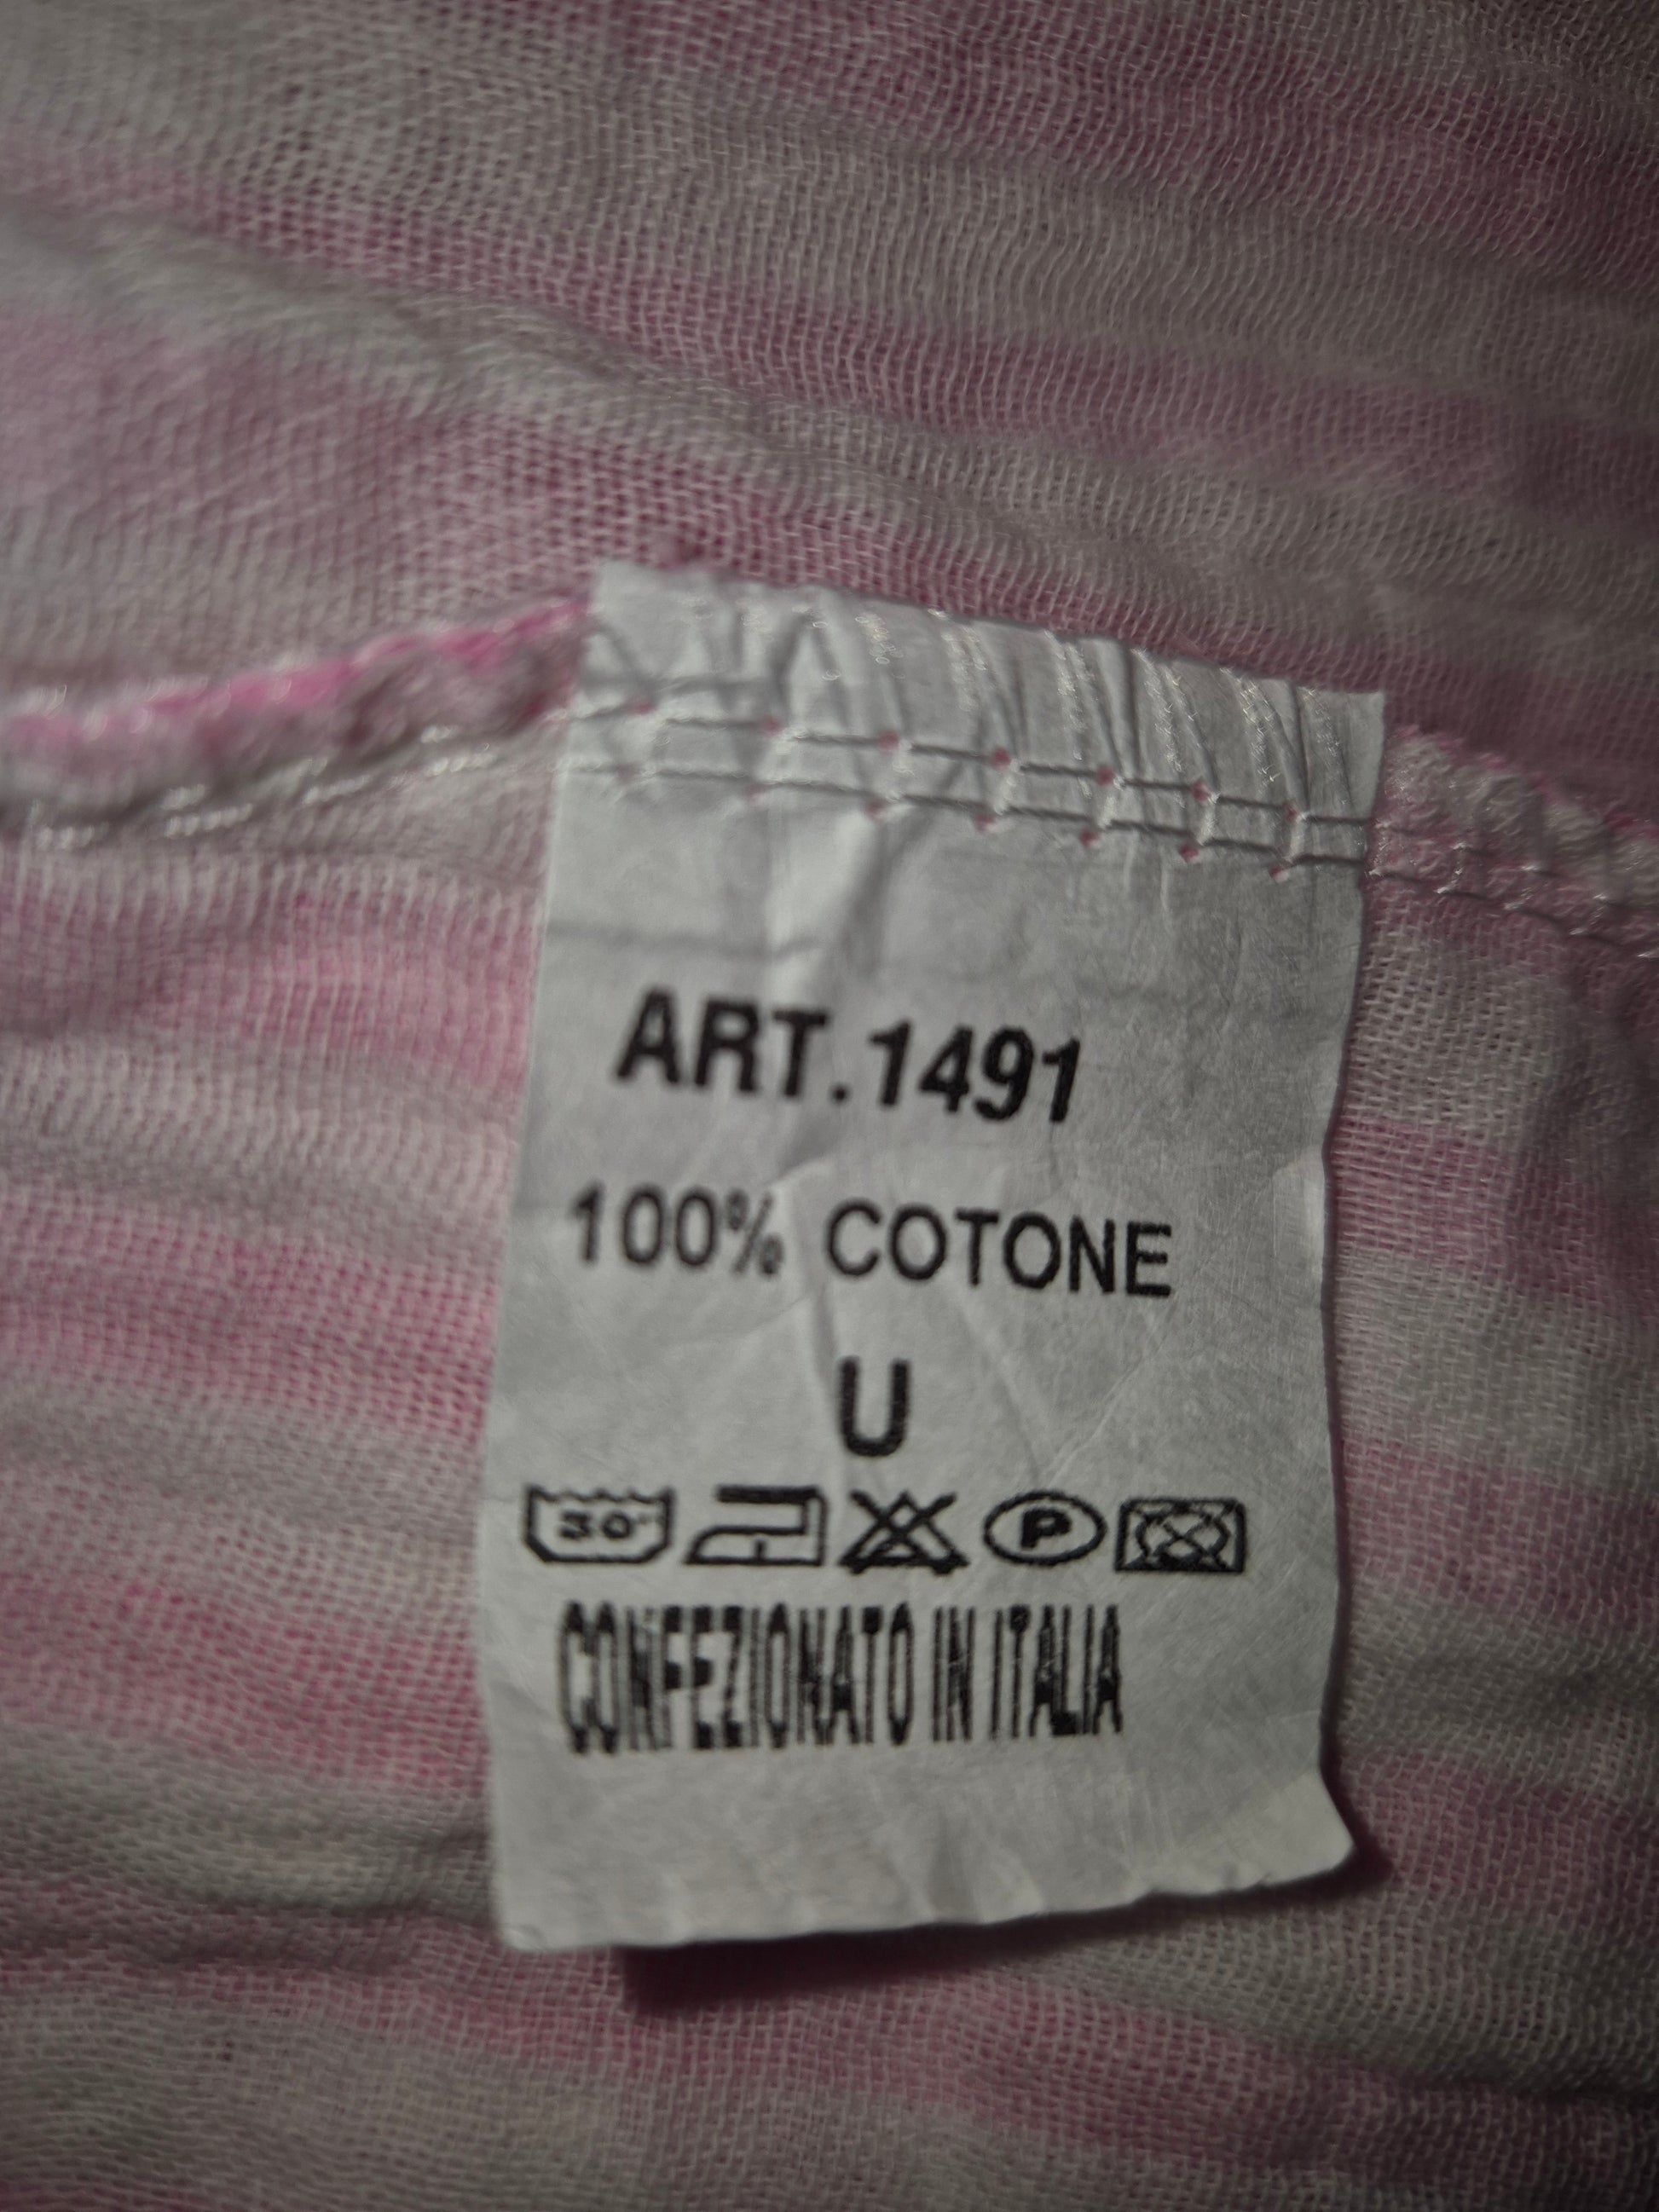 ART.1491
100% COTONE
U
30°
P
CONFEZIONATO IN ITALIA